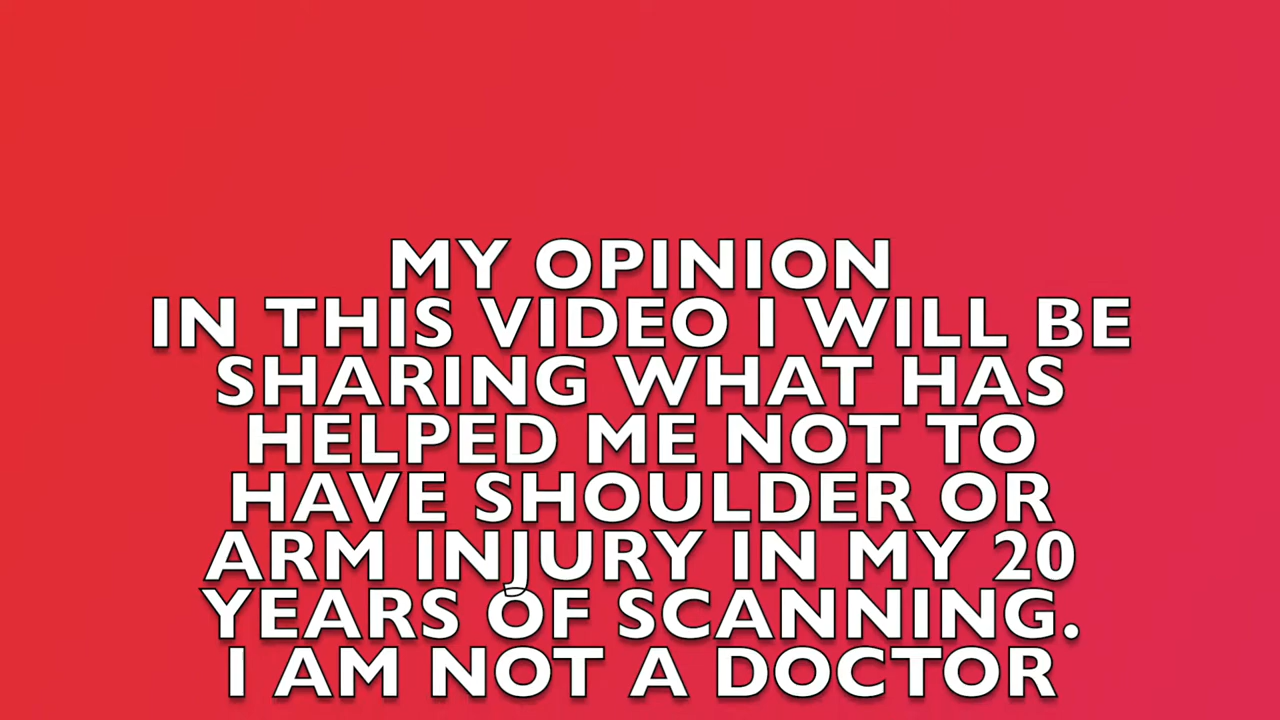 MY OPINION
IN THIS VIDEO I WILL BE
SHARING WHAT HAS
HELPED ME NOT TO
HAVE SHOULDER OR
ARM INJURY IN MY 20
YEARS OF SCANNING.
I AM NOT A DOCTOR